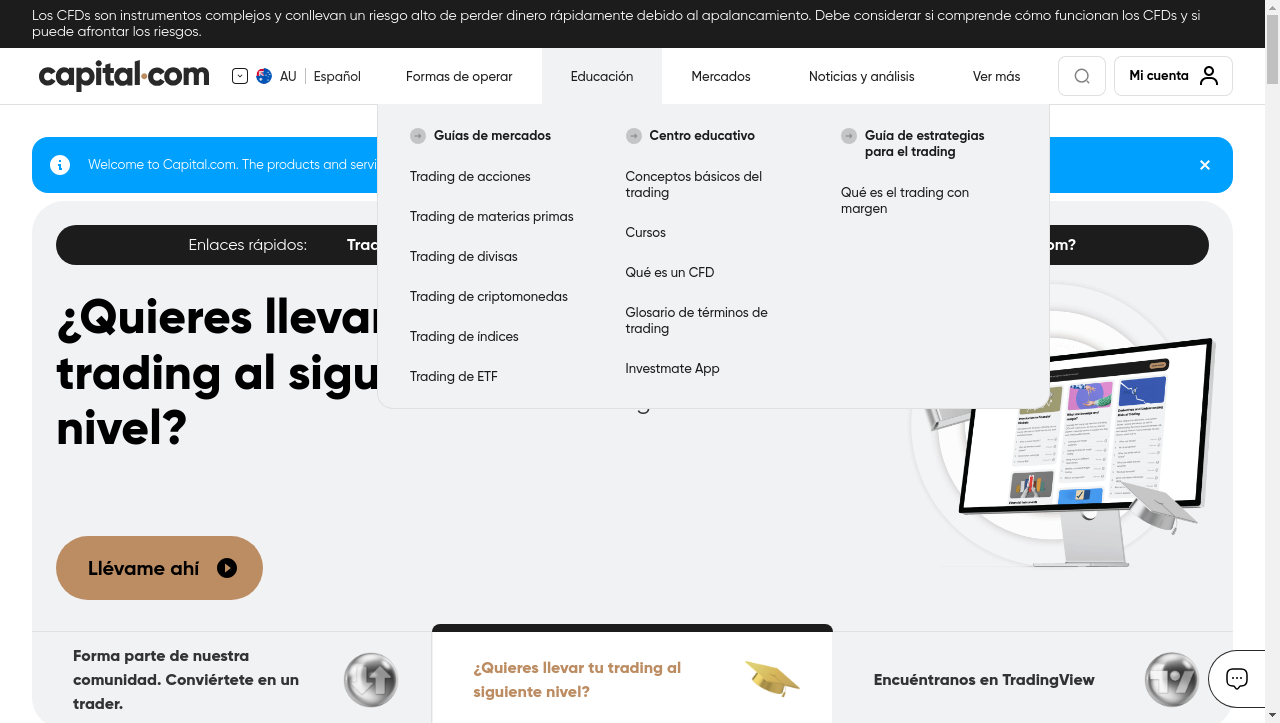 Los CFDs son instrumentos complejos y conllevan un riesgo alto de perder dinero rápidamente debido al apalancamiento. Debe considerar si comprende cómo funcionan los CFDs y si
puede afrontar los riesgos.
capital.com
AU
Español
Formas de operar
Educación
Mercados
Noticias y análisis
Ver más
Mi cuenta
Guías de mercados
Trading de acciones
Trading de materias primas
Trading de divisas
Trading de criptomonedas
Trading de índices
Trading de ETF
Centro educativo
Conceptos básicos del
trading
Cursos
Qué es un CFD
Glosario de términos de
trading
Investmate App
Guía de estrategias
para el trading
Qué es el trading con
margen
Welcome to Capital.com. The products and servi
Enlaces rápidos:
¿Quieres llevar
trading al sigu
nivel?
Llévame ahí
Forma parte de nuestra
comunidad. Conviértete en un
trader.
¿Quieres llevar tu trading al
siguiente nivel?
Encuéntranos en TradingView